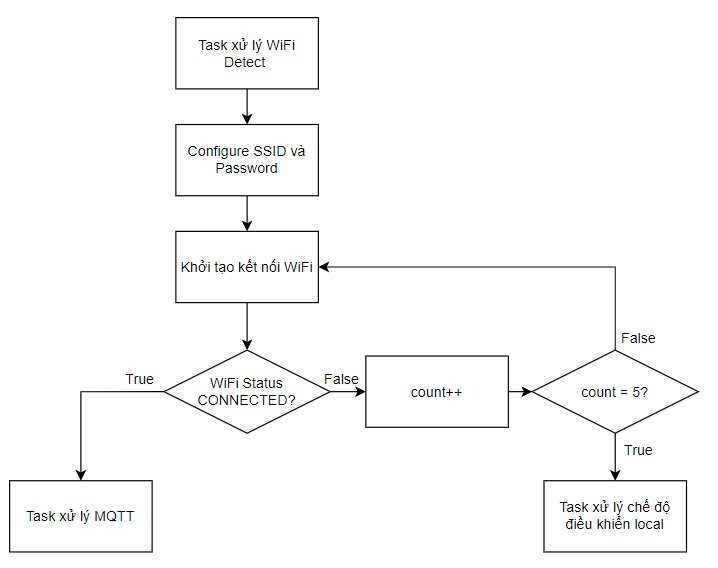 Task xử lý WiFi
Detect
Configure SSID và
Password
Khởi tạo kết nối WiFi
False
True
WiFi Status
CONNECTED?
False
count++
count = 5?
True
Task xử lý MQTT
Task xử lý chế độ
điều khiển local